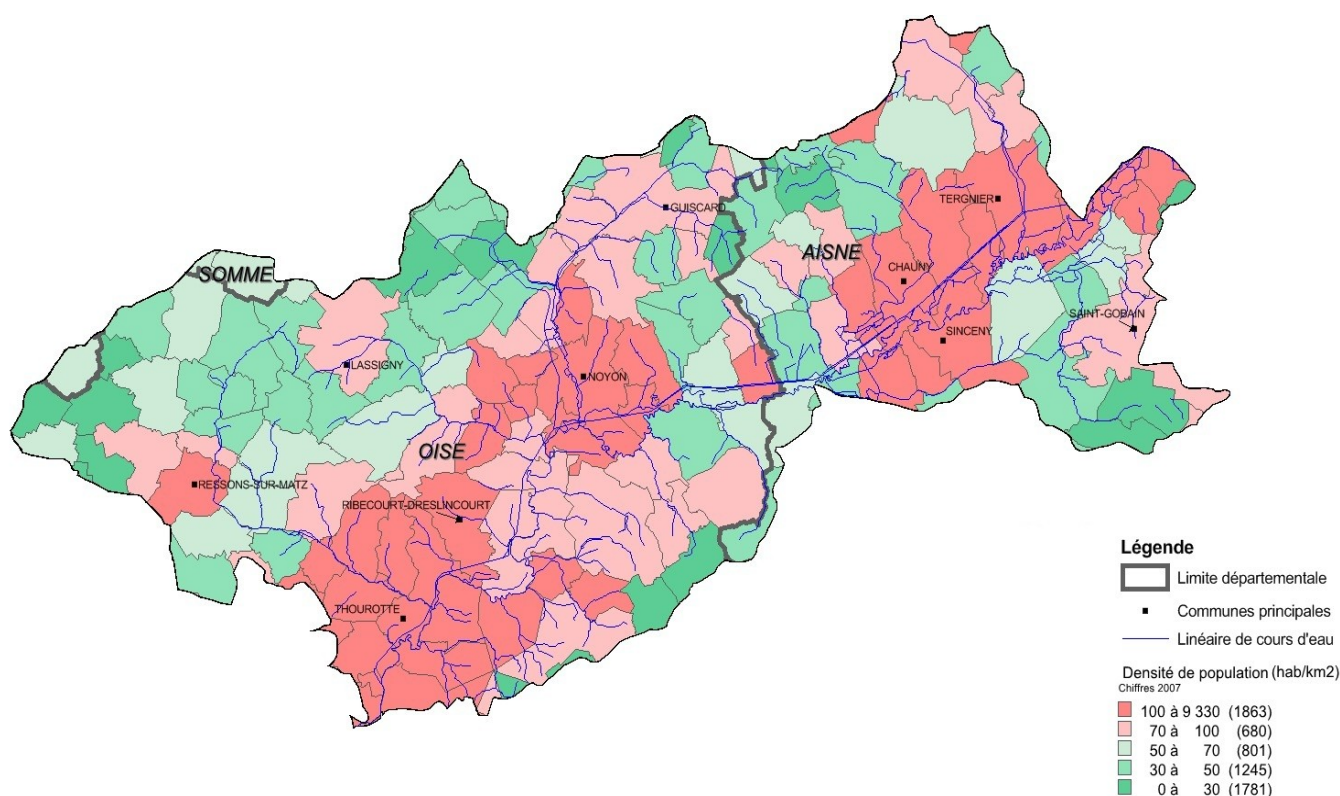 TERGNIER
GUISCARD
AISNE
SOMME
CHAUNY
SAINT-GOBAIN
SINCENY
LASSIGNY
NOYON
OISE
RESSONS-SUR-MATZ
RIBECOURT-DRESLINCOURT
THOUROTTE
Légende
Limite départementale
Communes principales
Linéaire de cours d'eau
Densité de population (hab/km2)
Chiffres 2007
100 à 9 330 (1863)
70 à 100 (680)
50 à 70 (801)
30 à 50 (1245)
0 à 30 (1781)